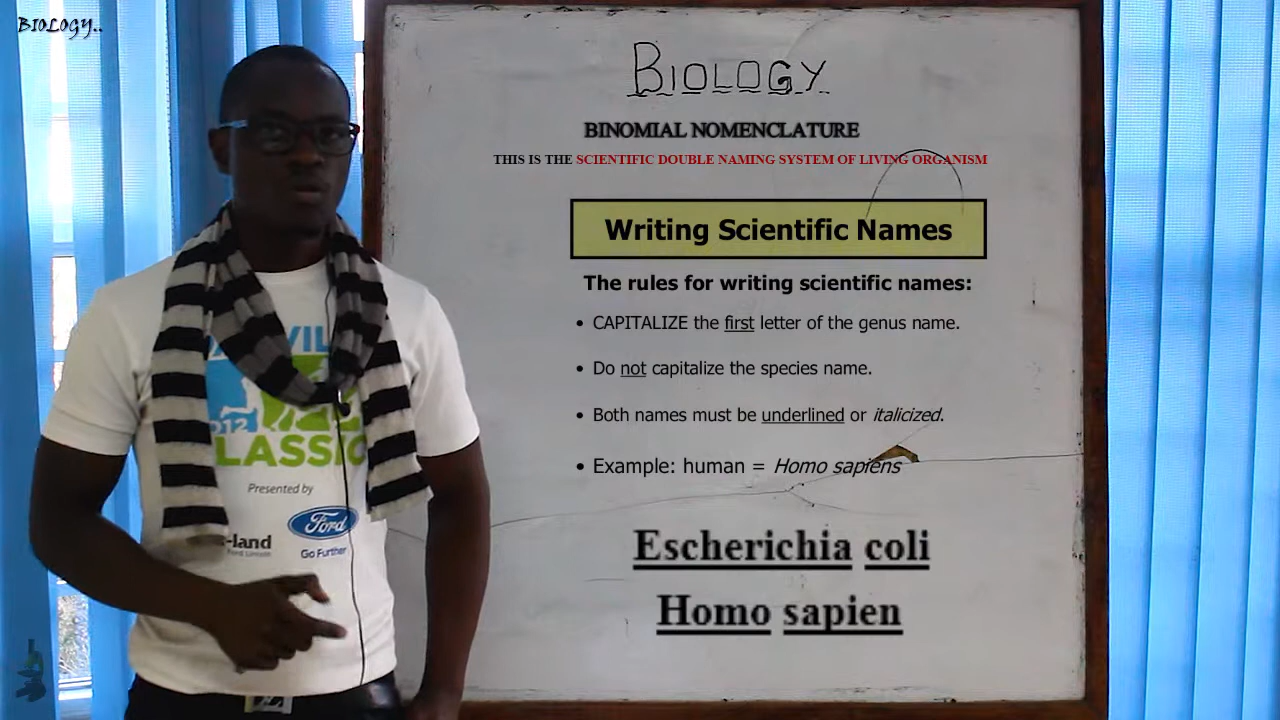 BIOLOGY..
BIOLOGY
BINOMIAL NOMENCLATURE
THIS IS THE SCIENTIFIC DOUBLE NAMING SYSTEM OF LIVING ORGANISM
Writing Scientific Names
The rules for writing scientific names:
• CAPITALIZE the first letter of the genus name.
• Do not capitalize the species name.
• Both names must be underlined or italicized.
• Example: human = Homo sapiens
Escherichia coli
Homo sapien
2012
CLASSIC
Presented by
Ford
Go Further